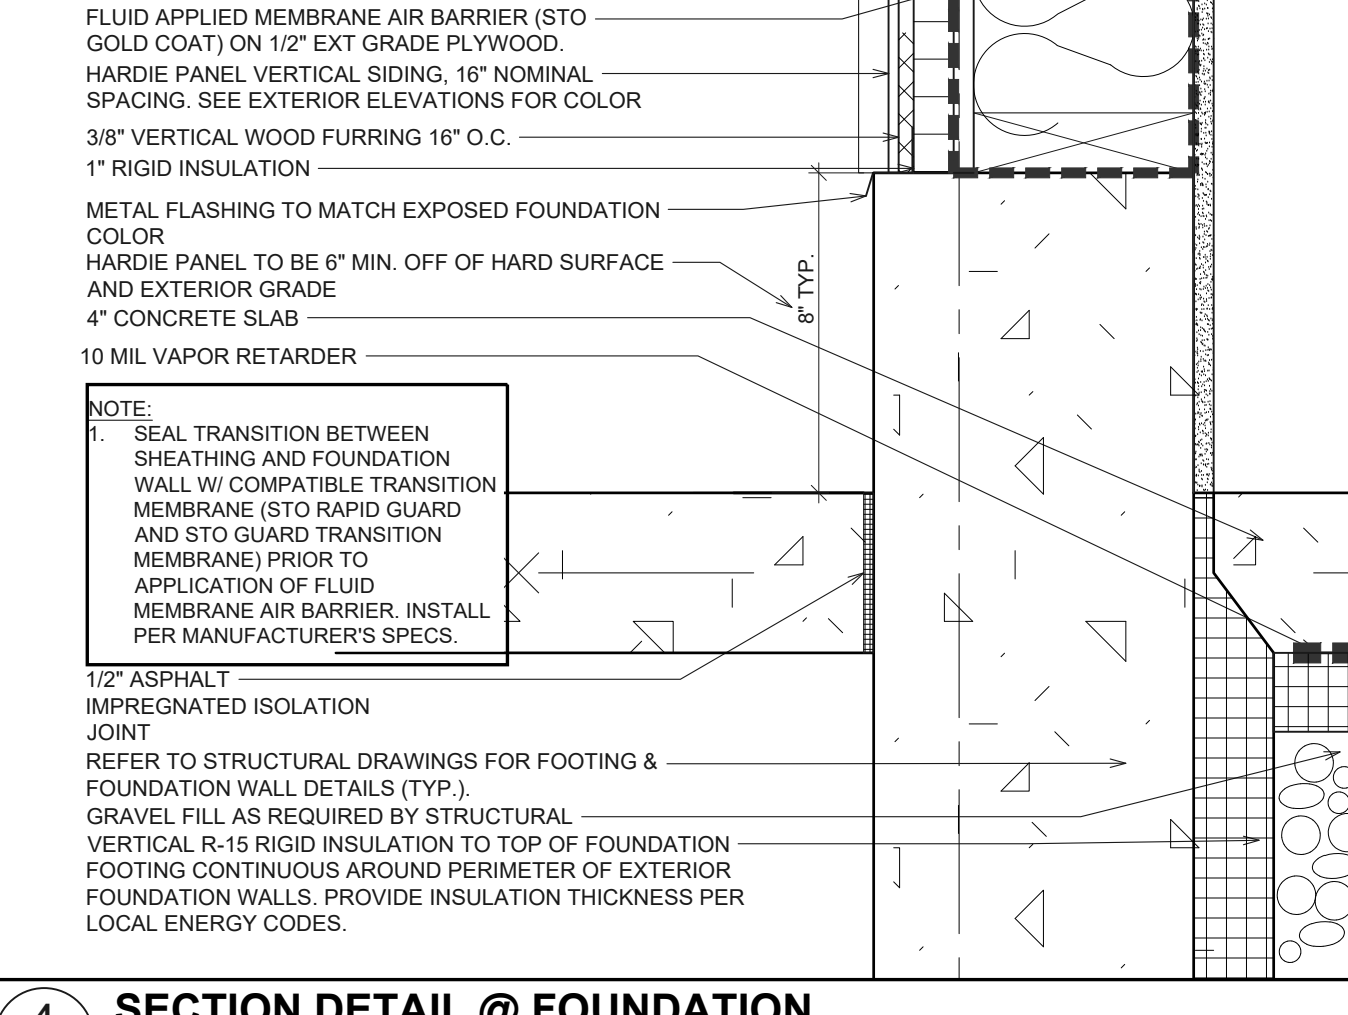 FLUID APPLIED MEMBRANE AIR BARRIER (STO
GOLD COAT) ON 1/2" EXT GRADE PLYWOOD.
HARDIE PANEL VERTICAL SIDING, 16" NOMINAL
SPACING. SEE EXTERIOR ELEVATIONS FOR COLOR
3/8" VERTICAL WOOD FURRING 16" O.C.
1" RIGID INSULATION
METAL FLASHING TO MATCH EXPOSED FOUNDATION
COLOR
HARDIE PANEL TO BE 6" MIN. OFF OF HARD SURFACE
AND EXTERIOR GRADE
8" TYP.
4" CONCRETE SLAB
10 MIL VAPOR RETARDER
NOTE:
1. SEAL TRANSITION BETWEEN
SHEATHING AND FOUNDATION
WALL W/ COMPATIBLE TRANSITION
MEMBRANE (STO RAPID GUARD
AND STO GUARD TRANSITION
MEMBRANE) PRIOR TO
APPLICATION OF FLUID
MEMBRANE AIR BARRIER. INSTALL
PER MANUFACTURER'S SPECS.
1/2" ASPHALT
IMPREGNATED ISOLATION
JOINT
REFER TO STRUCTURAL DRAWINGS FOR FOOTING &
FOUNDATION WALL DETAILS (TYP.).
GRAVEL FILL AS REQUIRED BY STRUCTURAL
VERTICAL R-15 RIGID INSULATION TO TOP OF FOUNDATION
FOOTING CONTINUOUS AROUND PERIMETER OF EXTERIOR
FOUNDATION WALLS. PROVIDE INSULATION THICKNESS PER
LOCAL ENERGY CODES.
4 SECTION DETAIL @ FOUNDATION